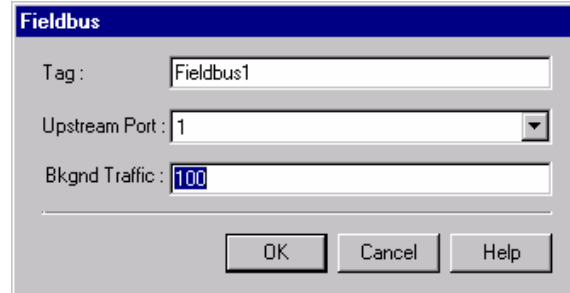 Fieldbus
Tag : Fieldbus1
Upstream Port : 1
Bkgnd Traffic : 100
OK Cancel Help